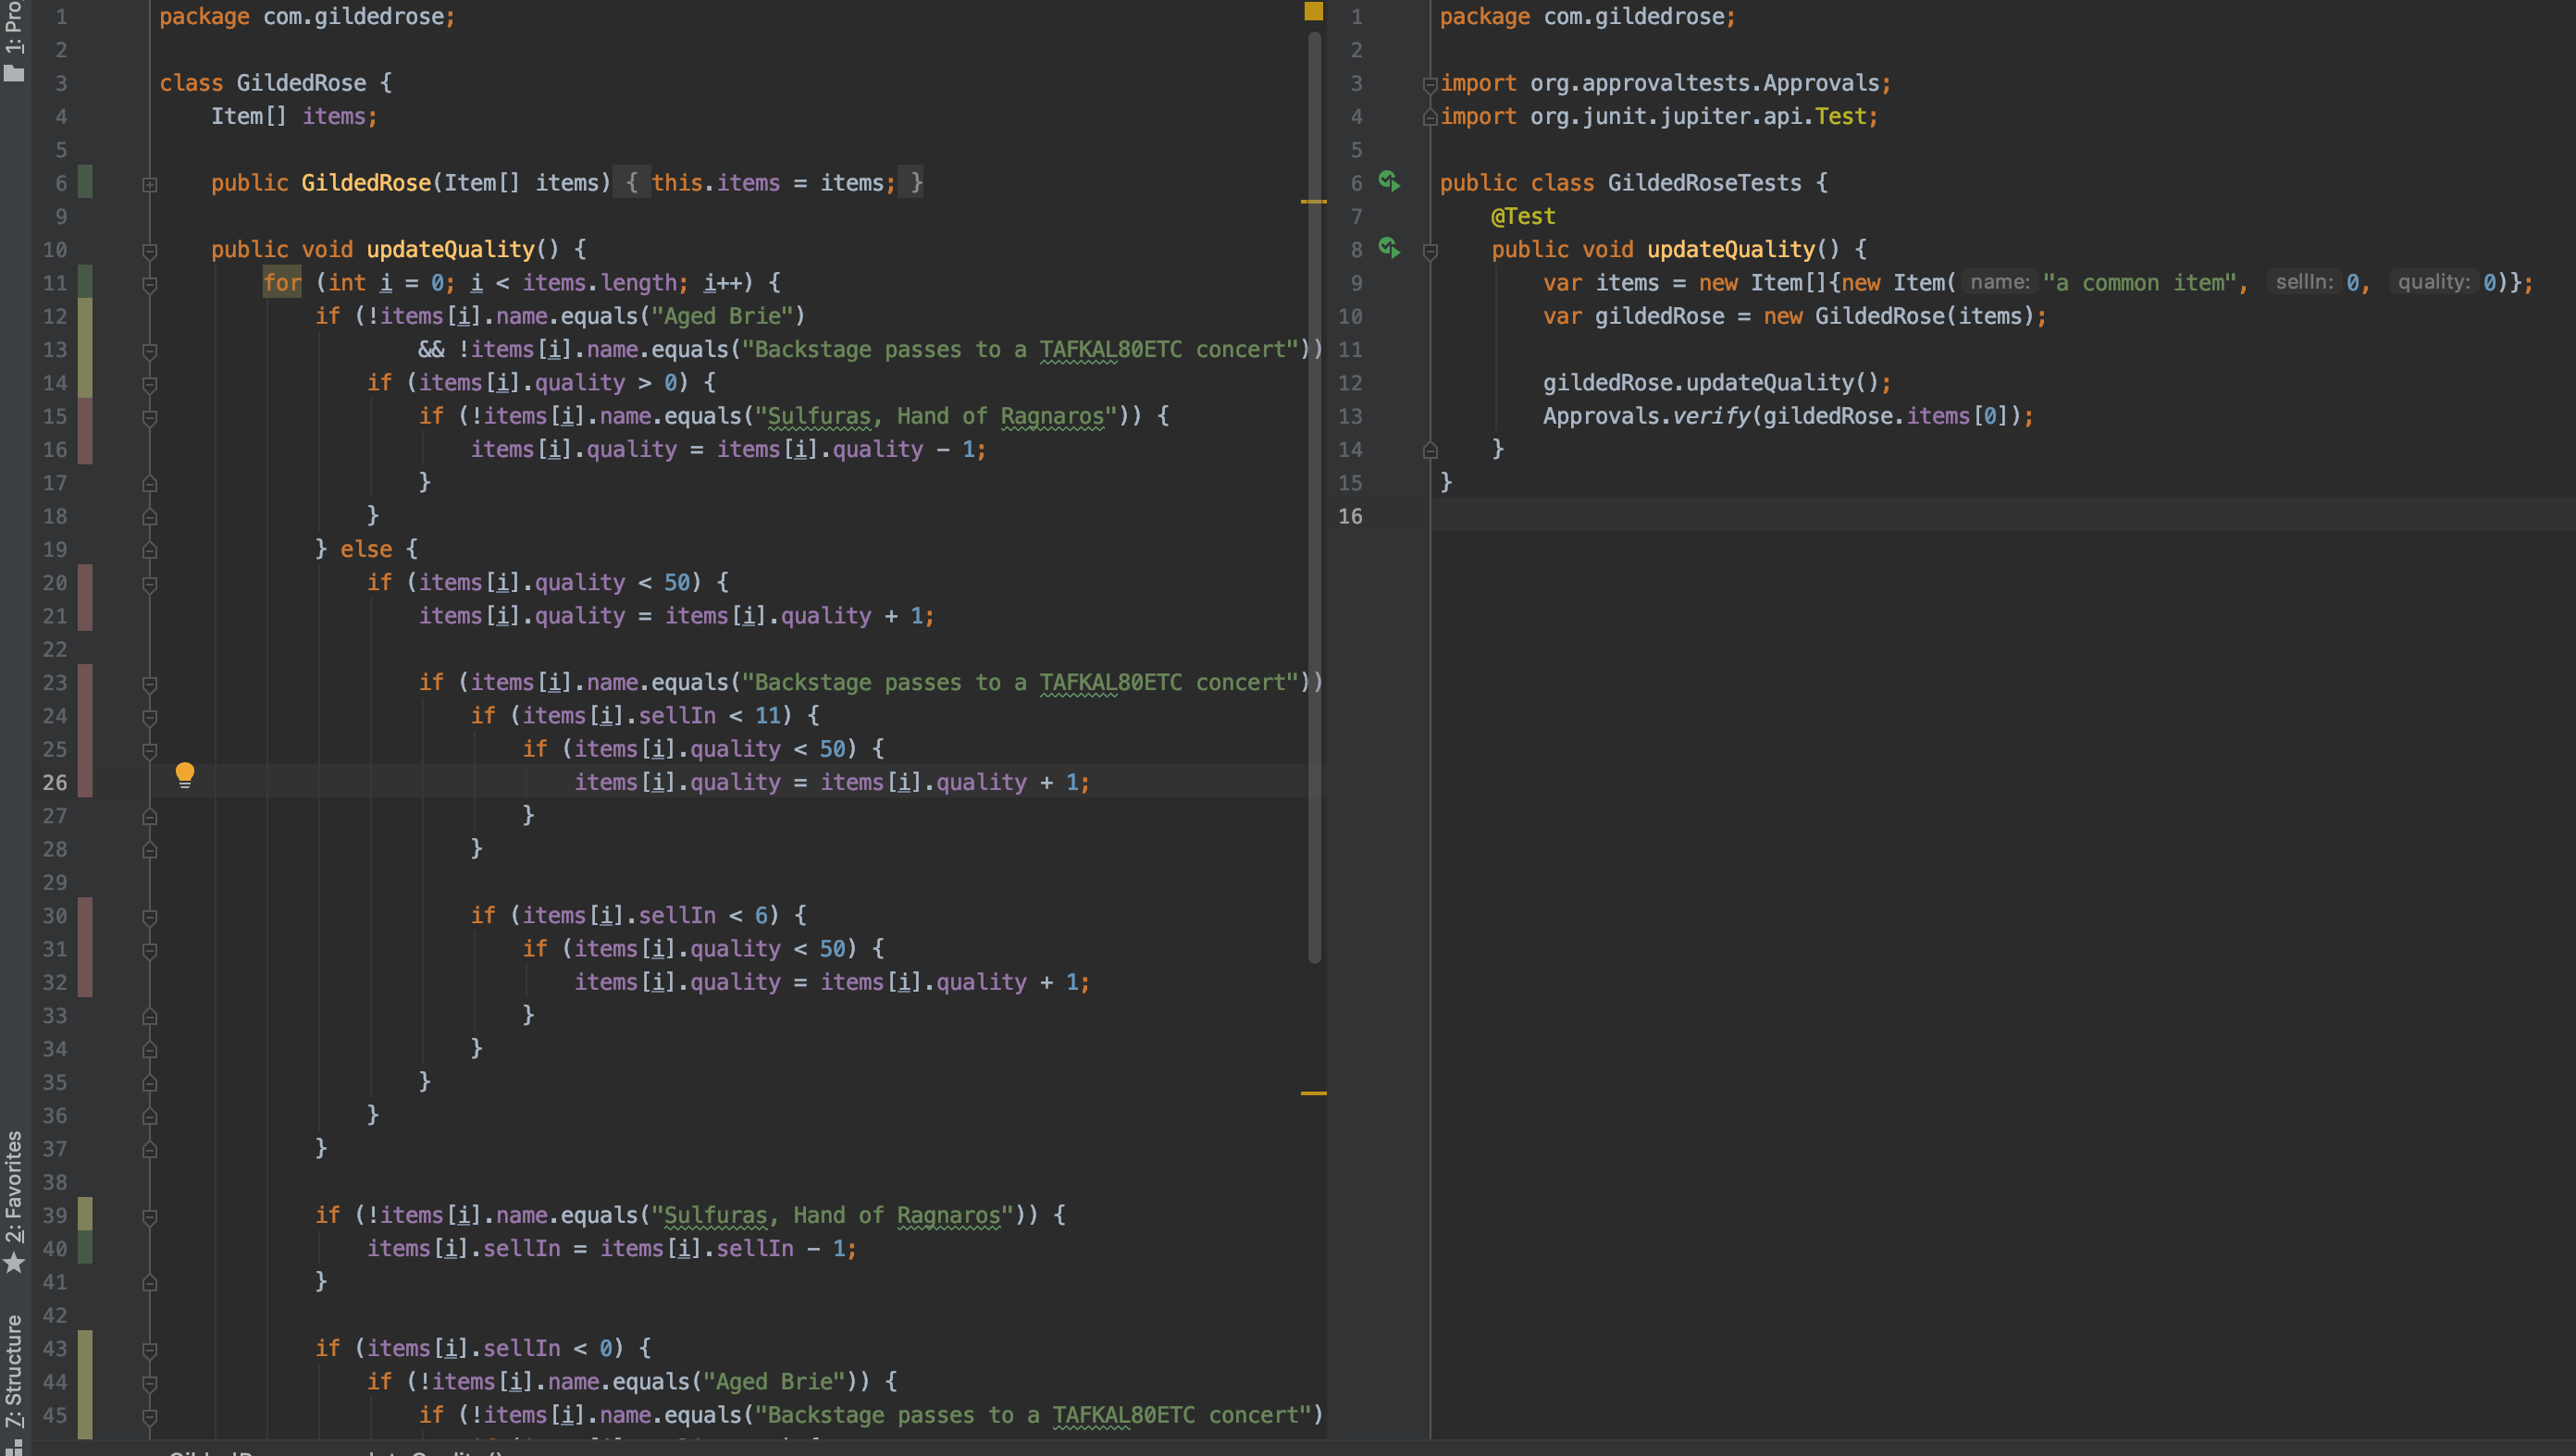 1: Pro
2: Favorites
7: Structure
1 package com.gildedrose;
2
3 class GildedRose {
4 Item[] items;
5
6 public GildedRose(Item[] items) { this.items = items; }
9
10 public void updateQuality() {
11 for (int i = 0; i < items.length; i++) {
12 if (!items[i].name.equals("Aged Brie")
13 && !items[i].name.equals("Backstage passes to a TAFKAL80ETC concert"))
14 if (items[i].quality > 0) {
15 if (!items[i].name.equals("Sulfuras, Hand of Ragnaros")) {
16 items[i].quality = items[i].quality - 1;
17 }
18 }
19 } else {
20 if (items[i].quality < 50) {
21 items[i].quality = items[i].quality + 1;
22
23 if (items[i].name.equals("Backstage passes to a TAFKAL80ETC concert"))
24 if (items[i].sellIn < 11) {
25 if (items[i].quality < 50) {
26 items[i].quality = items[i].quality + 1;
27 }
28 }
29
30 if (items[i].sellIn < 6) {
31 if (items[i].quality < 50) {
32 items[i].quality = items[i].quality + 1;
33 }
34 }
35 }
36 }
37 }
38
39 if (!items[i].name.equals("Sulfuras, Hand of Ragnaros")) {
40 items[i].sellIn = items[i].sellIn - 1;
41 }
42
43 if (items[i].sellIn < 0) {
44 if (!items[i].name.equals("Aged Brie")) {
45 if (!items[i].name.equals("Backstage passes to a TAFKAL80ETC concert")
1 package com.gildedrose;
2
3 import org.approvaltests.Approvals;
4 import org.junit.jupiter.api.Test;
5
6 public class GildedRoseTests {
7 @Test
8 public void updateQuality() {
9 var items = new Item[]{new Item( name: "a common item", sellIn: 0, quality: 0)};
10 var gildedRose = new GildedRose(items);
11
12 gildedRose.updateQuality();
13 Approvals.verify(gildedRose.items[0]);
14 }
15 }
16